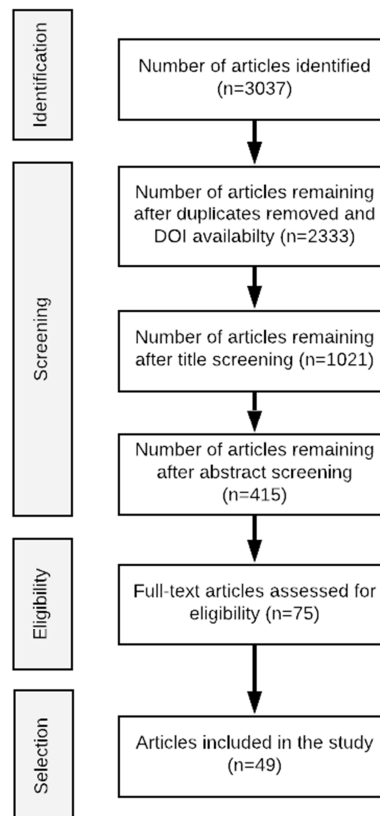 Identification
Number of articles identified
(n=3037)
Screening
Number of articles remaining
after duplicates removed and
DOI availabilty (n=2333)
Number of articles remaining
after title screening (n=1021)
Number of articles remaining
after abstract screening
(n=415)
Eligibility
Full-text articles assessed for
eligibility (n=75)
Selection
Articles included in the study
(n=49)